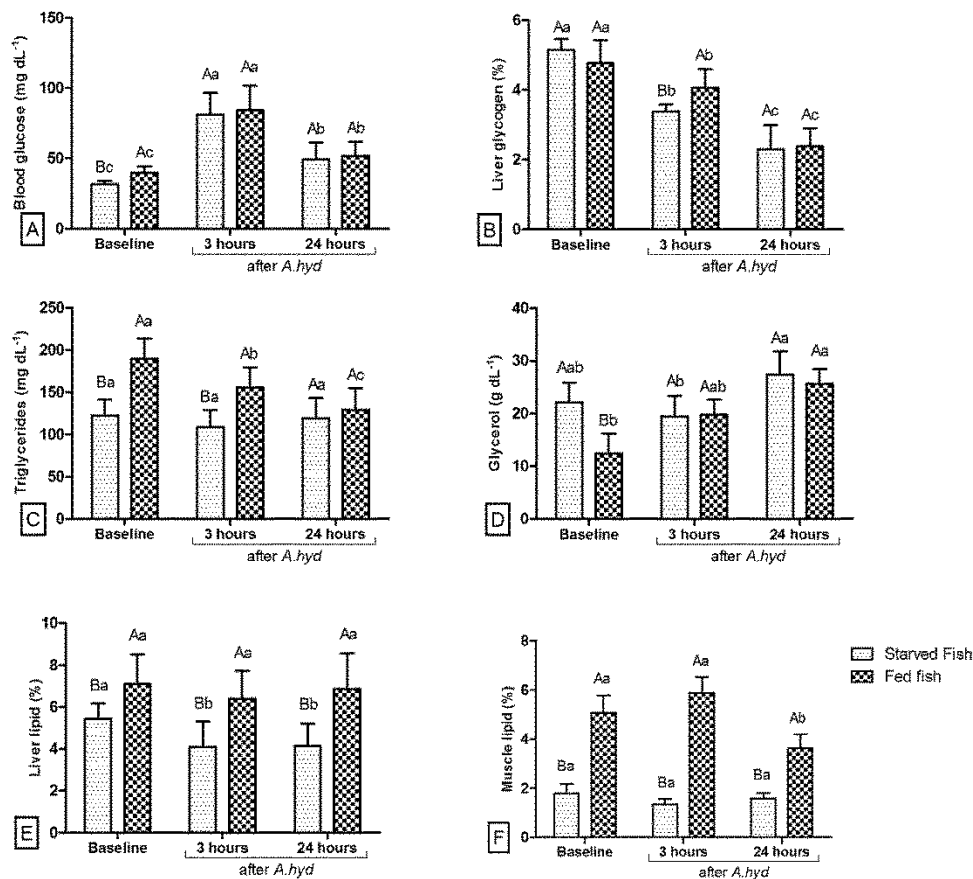 Blood glucose (mg dL⁻¹)
150
100
50
0
Bc Ac Aa Aa Ab Ab
Baseline 3 hours 24 hours
after A.hyd
A
Liver glycogen (%)
6
4
2
0
Aa Aa Bb Ab Ac Ac
Baseline 3 hours 24 hours
after A.hyd
B
Triglycerides (mg dL⁻¹)
250
200
150
100
50
0
Ba Aa Ba Ab Aa Ac
Baseline 3 hours 24 hours
after A.hyd
C
Glycerol (g dL⁻¹)
40
30
20
10
0
Aab Bb Ab Aab Aa Aa
Baseline 3 hours 24 hours
after A.hyd
D
Liver lipid (%)
10
8
6
4
2
0
Ba Aa Bb Aa Bb Aa
Baseline 3 hours 24 hours
after A.hyd
E
Muscle lipid (%)
8
6
4
2
0
Ba Aa Ba Aa Ba Ab
Baseline 3 hours 24 hours
after A.hyd
F
Starved Fish
Fed fish